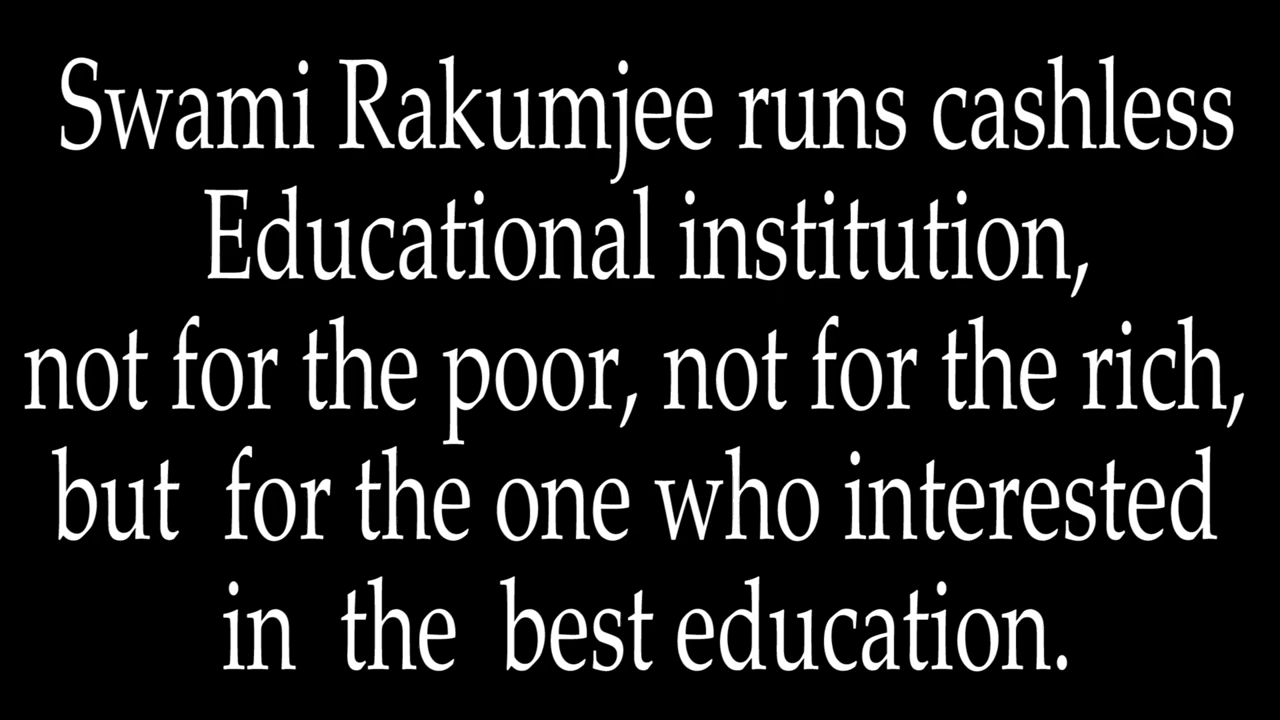 Swami Rakumjee runs cashless
Educational institution,
not for the poor, not for the rich,
but for the one who interested
in the best education.